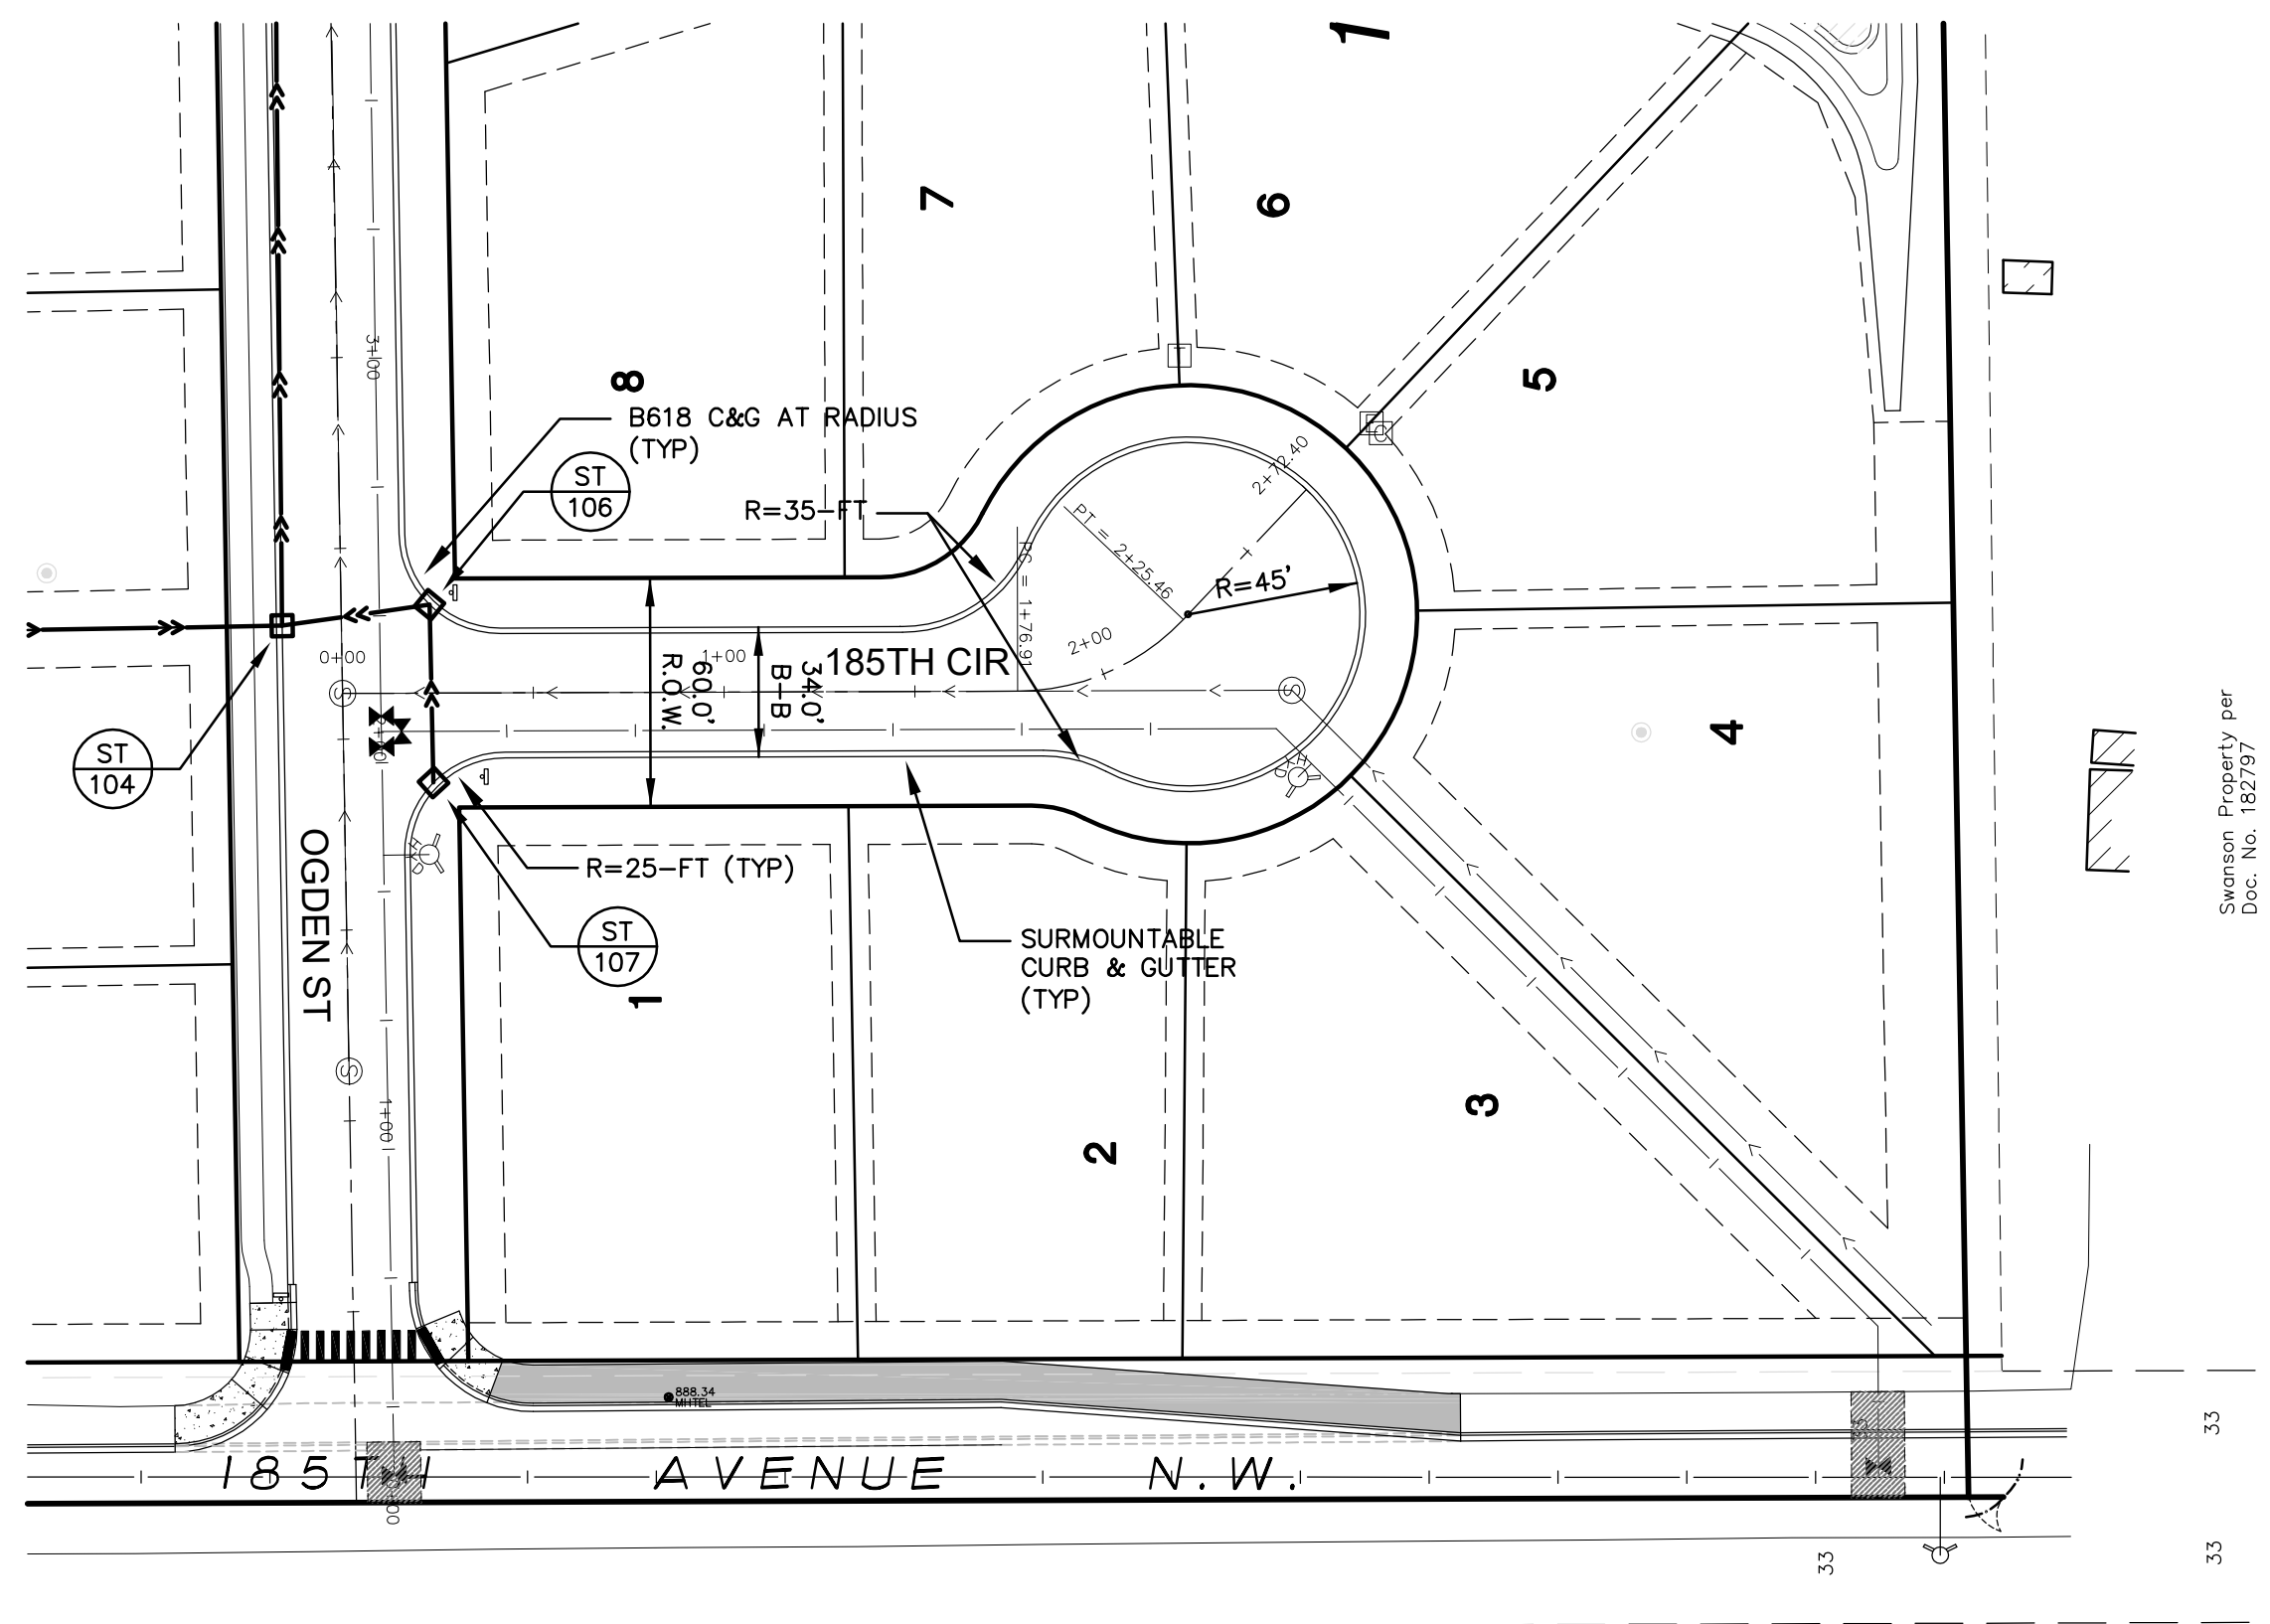 1
7
6
3+00
8
5
B618 C&G AT RADIUS
(TYP)
ST
106
R=35-FT
2+72.40
PT = 2+25.46
PC = 1+76.91
R=45'
2+00
0+00
1+00
185TH CIR
60.0'
R.O.W.
34.0'
B-B
S
S
4
ST
104
HYD
HYD
OGDEN ST
R=25-FT (TYP)
ST
107
SURMOUNTABLE
CURB & GUTTER
(TYP)
1
Swanson Property per
Doc. No. 182797
S
1+00
2
3
888.34
MHTEL
185TH AVENUE N.W.
33
33
33
33